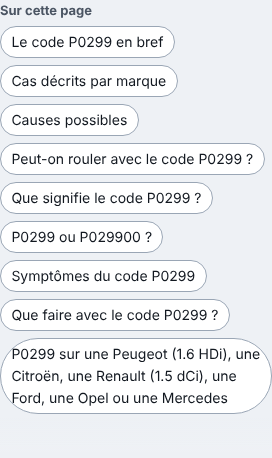 Sur cette page
Le code P0299 en bref
Cas décrits par marque
Causes possibles
Peut-on rouler avec le code P0299 ?
Que signifie le code P0299 ?
P0299 ou P029900 ?
Symptômes du code P0299
Que faire avec le code P0299 ?
P0299 sur une Peugeot (1.6 HDi), une
Citroën, une Renault (1.5 dCi), une
Ford, une Opel ou une Mercedes